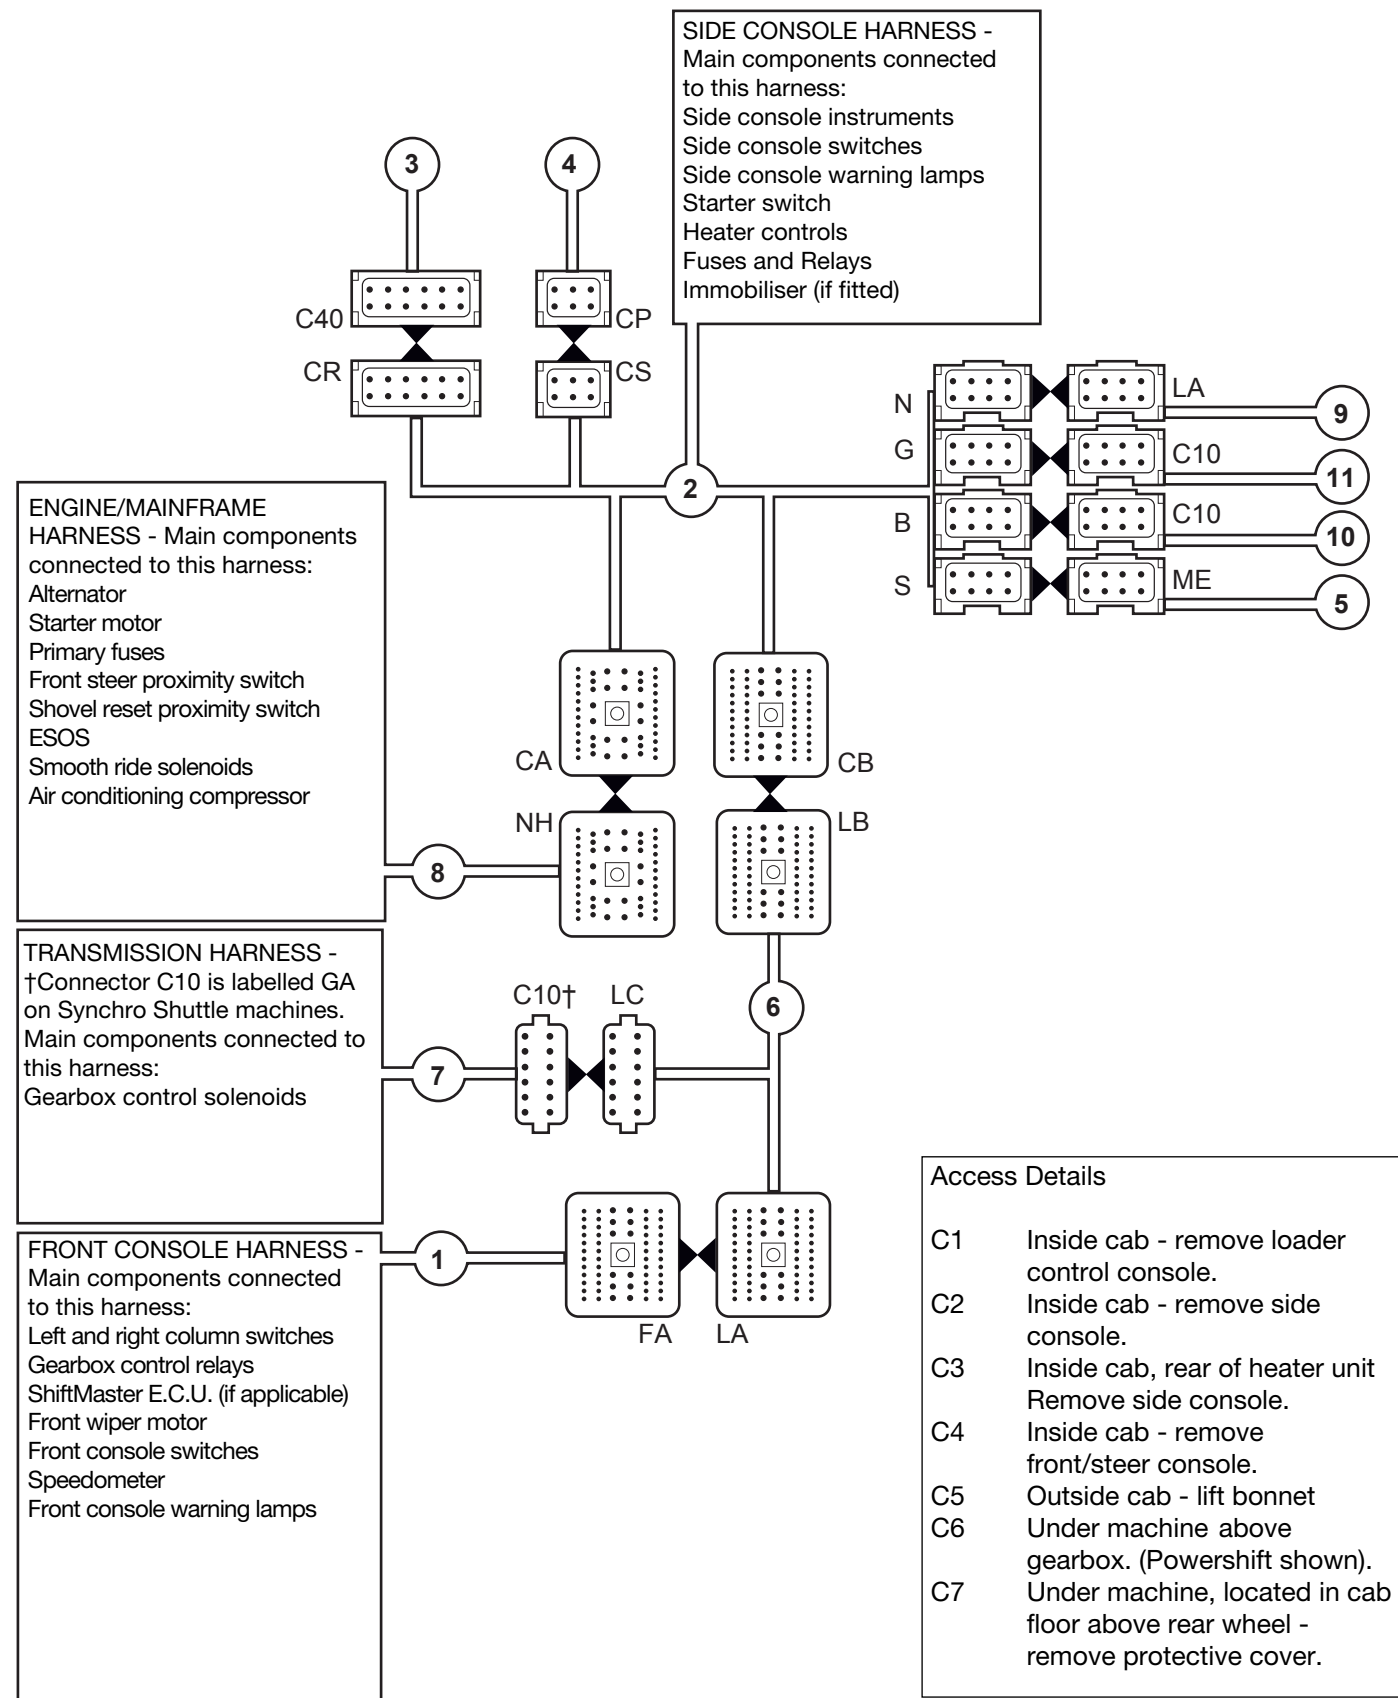 SIDE CONSOLE HARNESS -
Main components connected
to this harness:
Side console instruments
Side console switches
Side console warning lamps
Starter switch
Heater controls
Fuses and Relays
Immobiliser (if fitted)
3
4
C40
CP
CR
CS
2
N
LA
9
G
C10
11
B
C10
10
S
ME
5
ENGINE/MAINFRAME
HARNESS - Main components
connected to this harness:
Alternator
Starter motor
Primary fuses
Front steer proximity switch
Shovel reset proximity switch
ESOS
Smooth ride solenoids
Air conditioning compressor
CA
CB
NH
LB
8
TRANSMISSION HARNESS -
†Connector C10 is labelled GA
on Synchro Shuttle machines.
Main components connected to
this harness:
Gearbox control solenoids
C10†
LC
6
7
FRONT CONSOLE HARNESS -
Main components connected
to this harness:
Left and right column switches
Gearbox control relays
ShiftMaster E.C.U. (if applicable)
Front wiper motor
Front console switches
Speedometer
Front console warning lamps
1
FA
LA
Access Details
C1 Inside cab - remove loader
control console.
C2 Inside cab - remove side
console.
C3 Inside cab, rear of heater unit
Remove side console.
C4 Inside cab - remove
front/steer console.
C5 Outside cab - lift bonnet
C6 Under machine above
gearbox. (Powershift shown).
C7 Under machine, located in cab
floor above rear wheel -
remove protective cover.